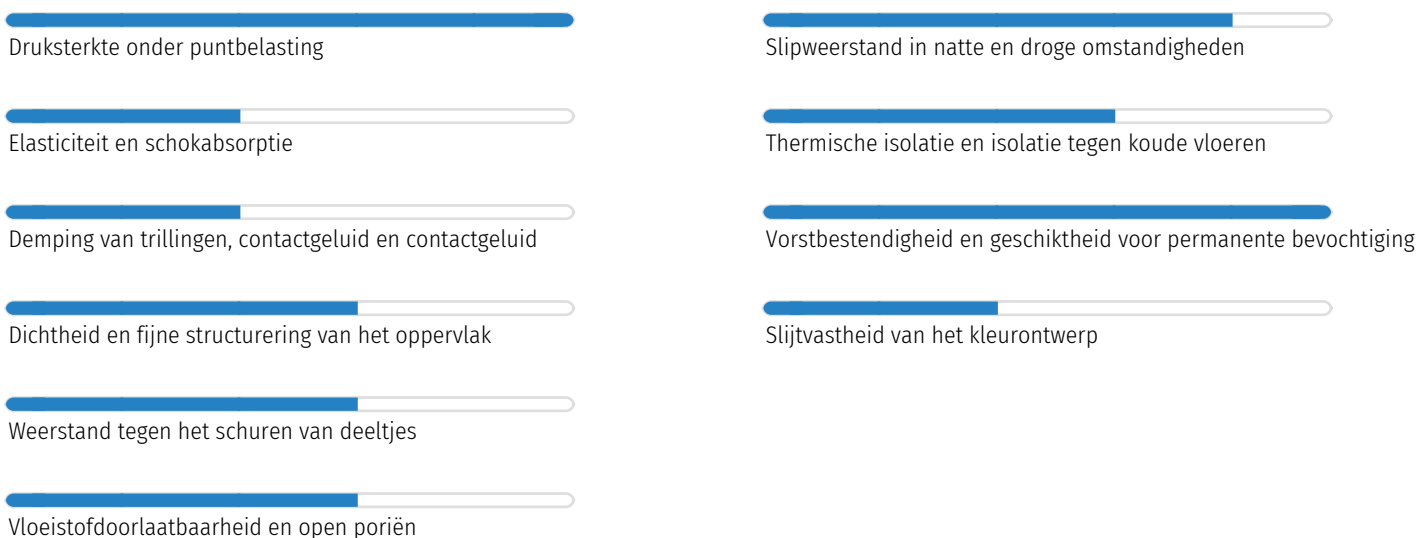 Druksterkte onder puntbelasting
Elasticiteit en schokabsorptie
Demping van trillingen, contactgeluid en contactgeluid
Dichtheid en fijne structurering van het oppervlak
Weerstand tegen het schuren van deeltjes
Vloeistofdoorlaatbaarheid en open poriën
Slipweerstand in natte en droge omstandigheden
Thermische isolatie en isolatie tegen koude vloeren
Vorstbestendigheid en geschiktheid voor permanente bevochtiging
Slijtvastheid van het kleurontwerp